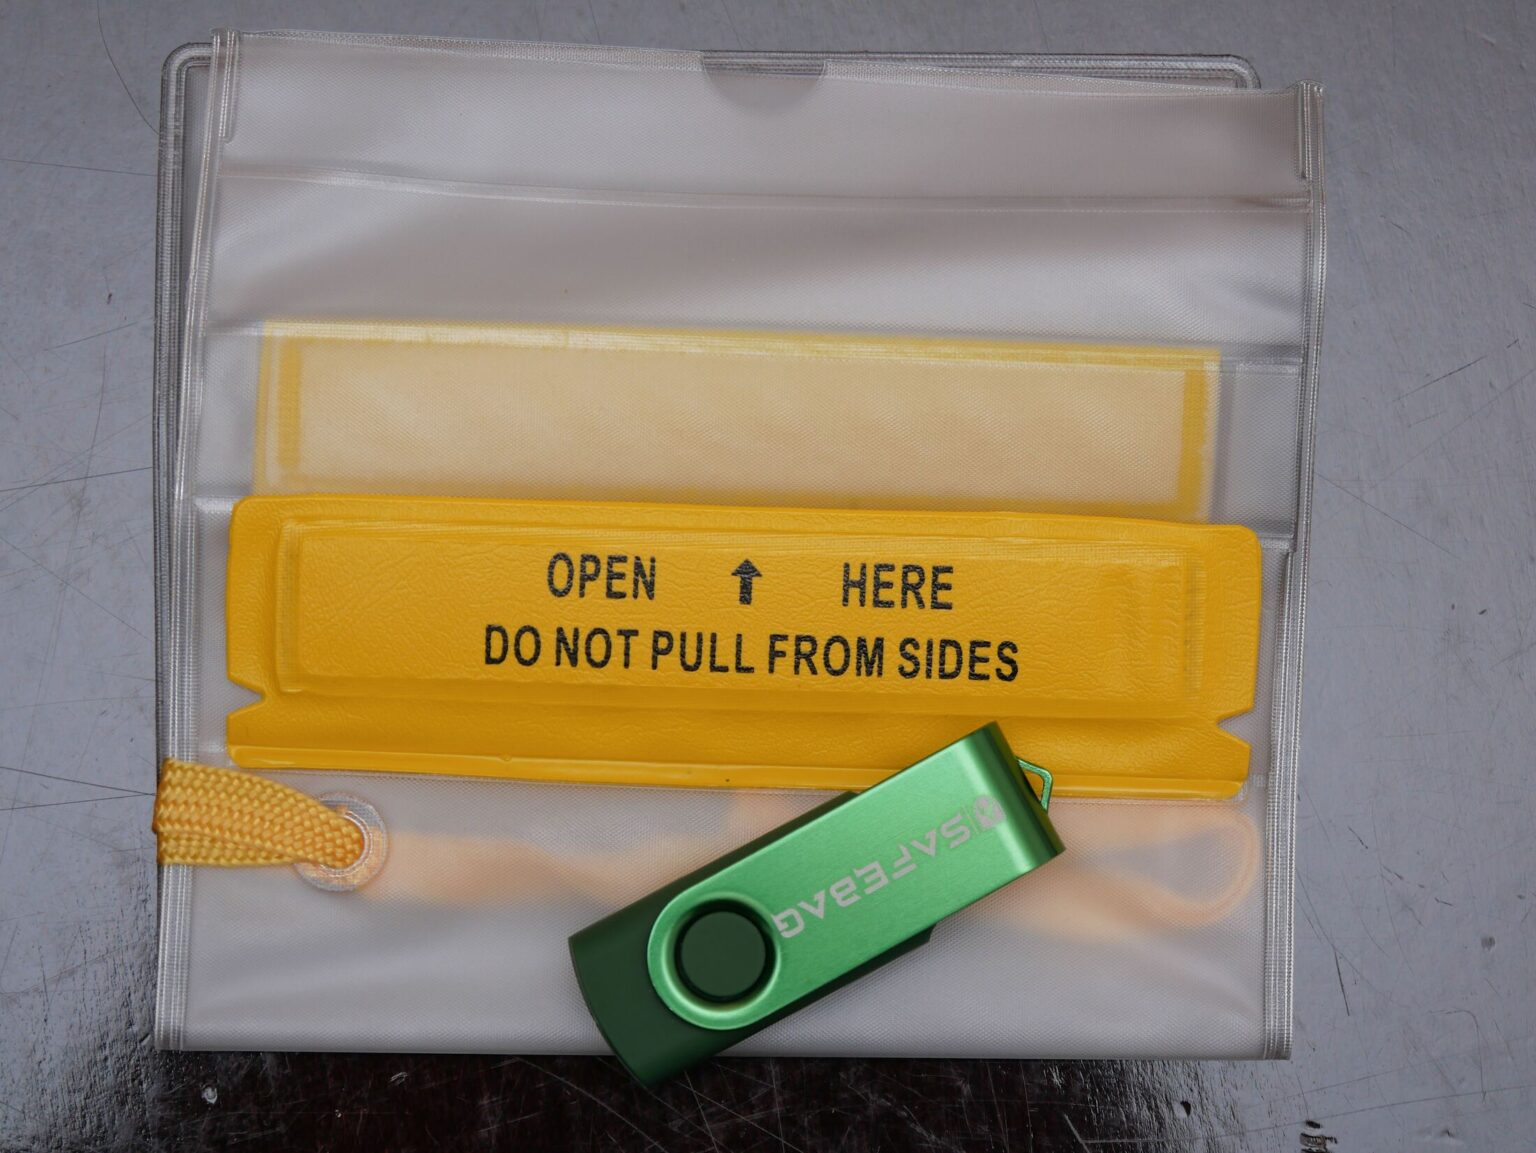 OPEN ↑ HERE
DO NOT PULL FROM SIDES
SAFEBAG